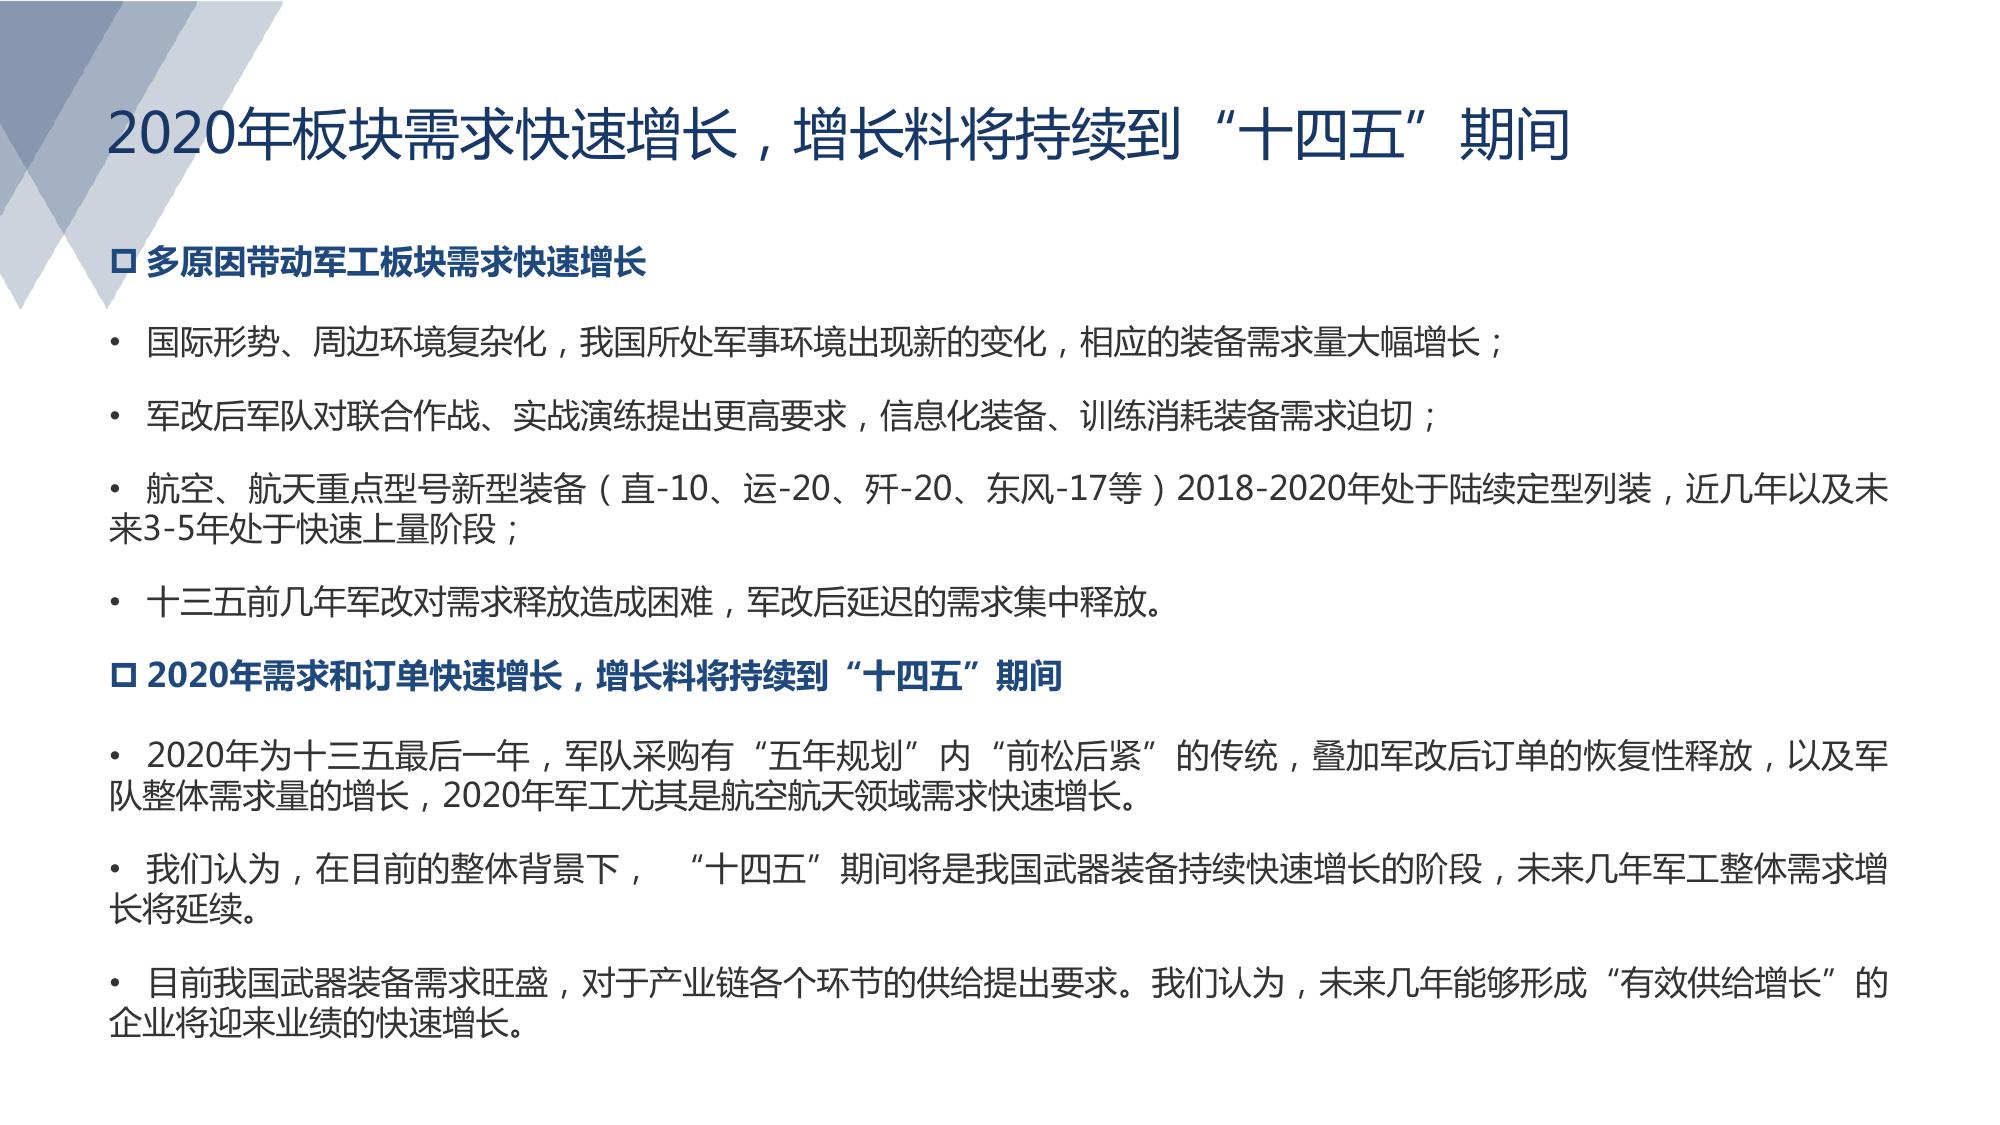 2020年板块需求快速增长，增长料将持续到“十四五”期间
多原因带动军工板块需求快速增长
• 国际形势、周边环境复杂化，我国所处军事环境出现新的变化，相应的装备需求量大幅增长；
• 军改后军队对联合作战、实战演练提出更高要求，信息化装备、训练消耗装备需求迫切；
• 航空、航天重点型号新型装备（直-10、运-20、歼-20、东风-17等）2018-2020年处于陆续定型列装，近几年以及未
来3-5年处于快速上量阶段；
• 十三五前几年军改对需求释放造成困难，军改后延迟的需求集中释放。
2020年需求和订单快速增长，增长料将持续到“十四五”期间
• 2020年为十三五最后一年，军队采购有“五年规划”内“前松后紧”的传统，叠加军改后订单的恢复性释放，以及军
队整体需求量的增长，2020年军工尤其是航空航天领域需求快速增长。
• 我们认为，在目前的整体背景下， “十四五”期间将是我国武器装备持续快速增长的阶段，未来几年军工整体需求增
长将延续。
• 目前我国武器装备需求旺盛，对于产业链各个环节的供给提出要求。我们认为，未来几年能够形成“有效供给增长”的
企业将迎来业绩的快速增长。